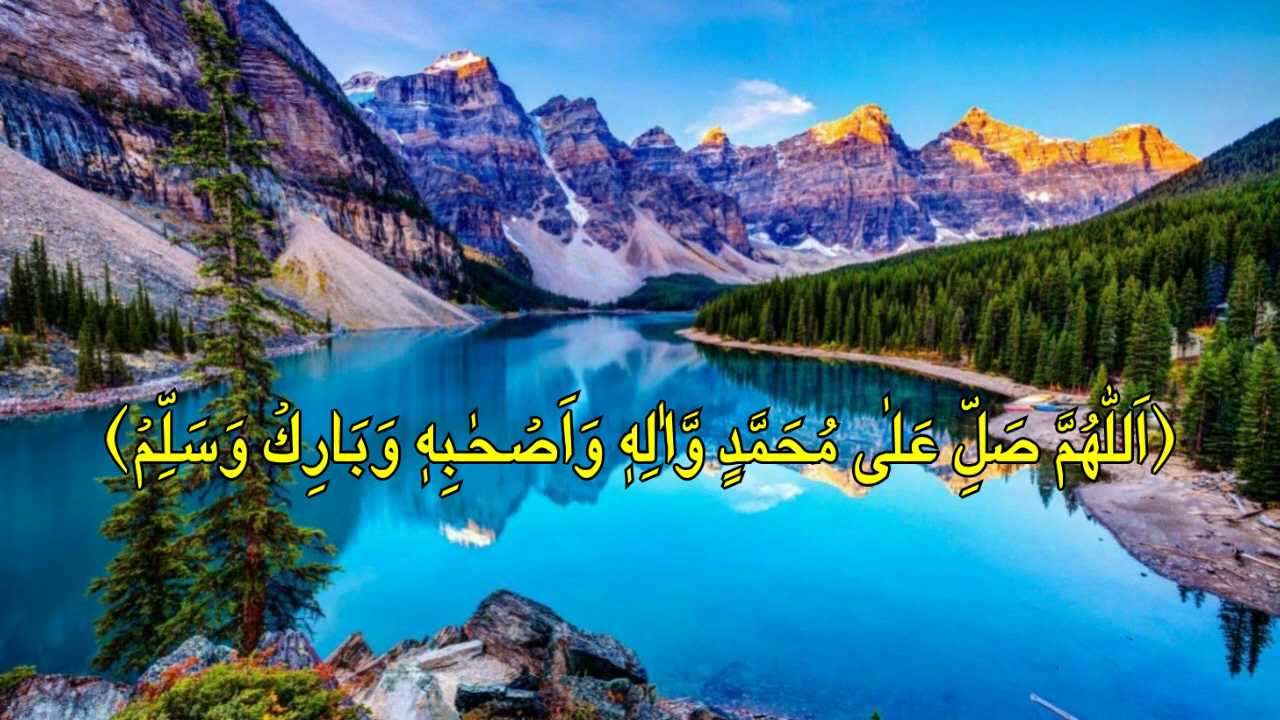 (اَللّٰهُمَّ صَلِّ عَلٰی مُحَمَّدٍ وَّاٰلِهٖ وَاَصْحٰبِهٖ وَبَارِكْ وَسَلِّمْ)